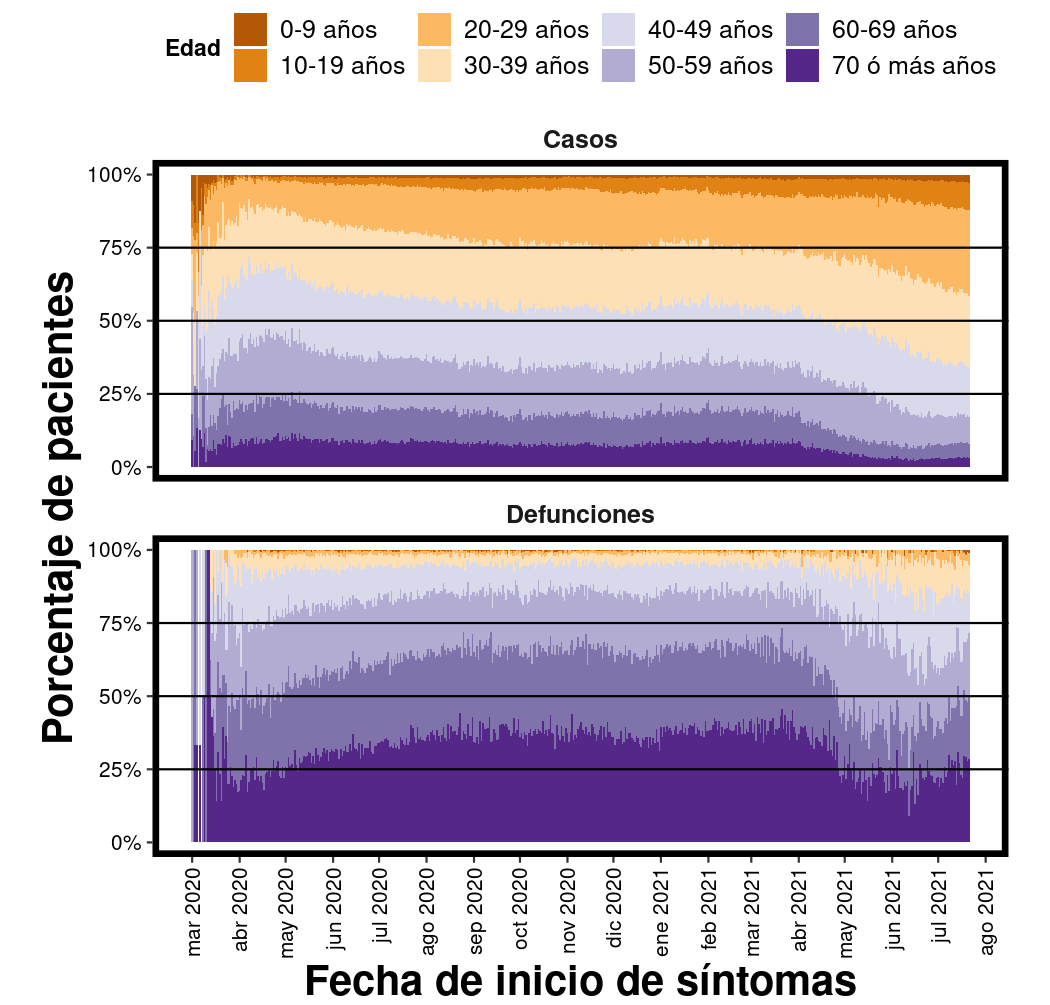 Edad
0-9 años 20-29 años 40-49 años 60-69 años
10-19 años 30-39 años 50-59 años 70 ó más años
Casos
100%
75%
50%
25%
0%
Defunciones
100%
75%
50%
25%
0%
Porcentaje de pacientes
mar 2020
abr 2020
may 2020
jun 2020
jul 2020
ago 2020
sep 2020
oct 2020
nov 2020
dic 2020
ene 2021
feb 2021
mar 2021
abr 2021
may 2021
jun 2021
jul 2021
ago 2021
Fecha de inicio de síntomas